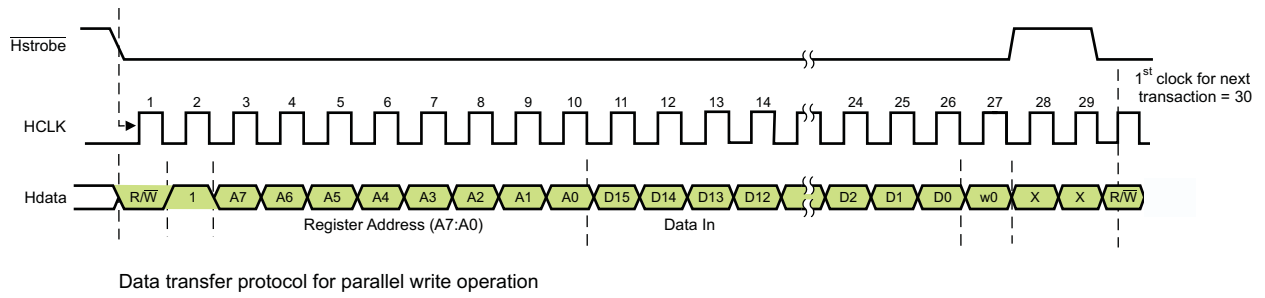 Hstrobe
1st clock for next
transaction = 30
1 2 3 4 5 6 7 8 9 10 11 12 13 14 24 25 26 27 28 29
HCLK
Hdata R/W 1 A7 A6 A5 A4 A3 A2 A1 A0 D15 D14 D13 D12 D2 D1 D0 w0 X X R/W
Register Address (A7:A0) Data In
Data transfer protocol for parallel write operation